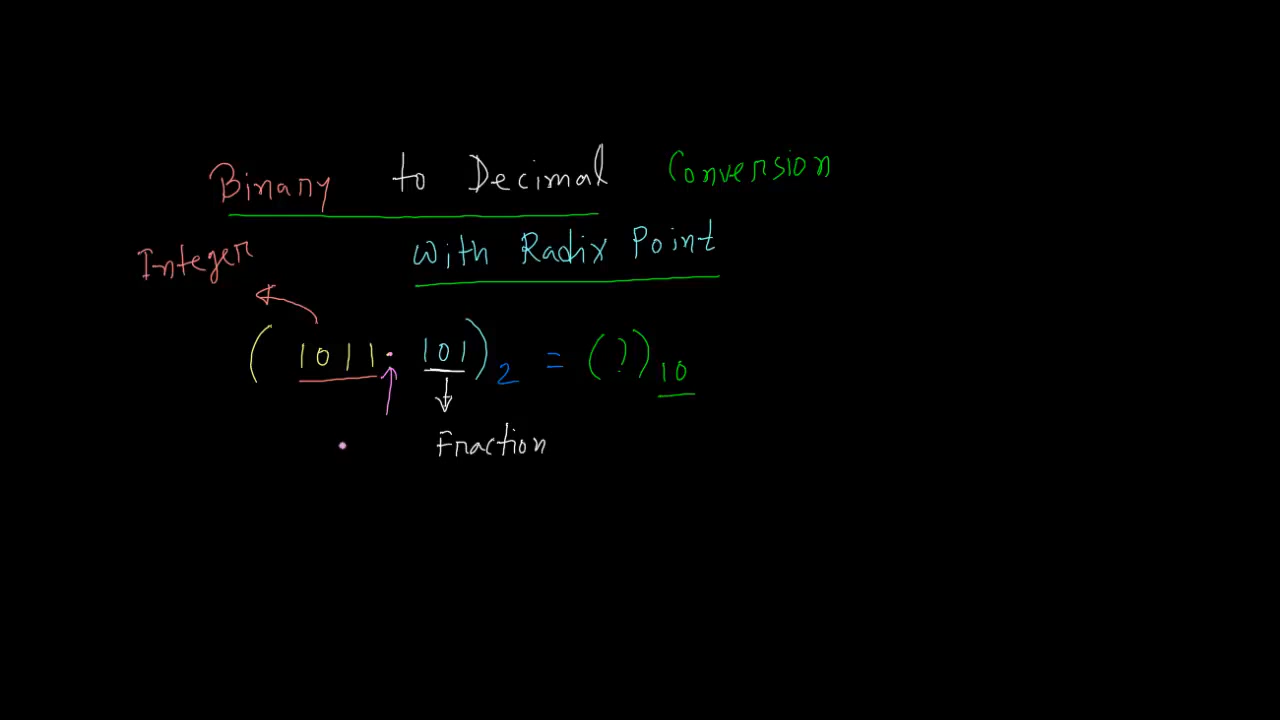 Binary to Decimal Conversion
with Radix Point
Integer
(1011.101)₂ = (?)₁₀
Fraction